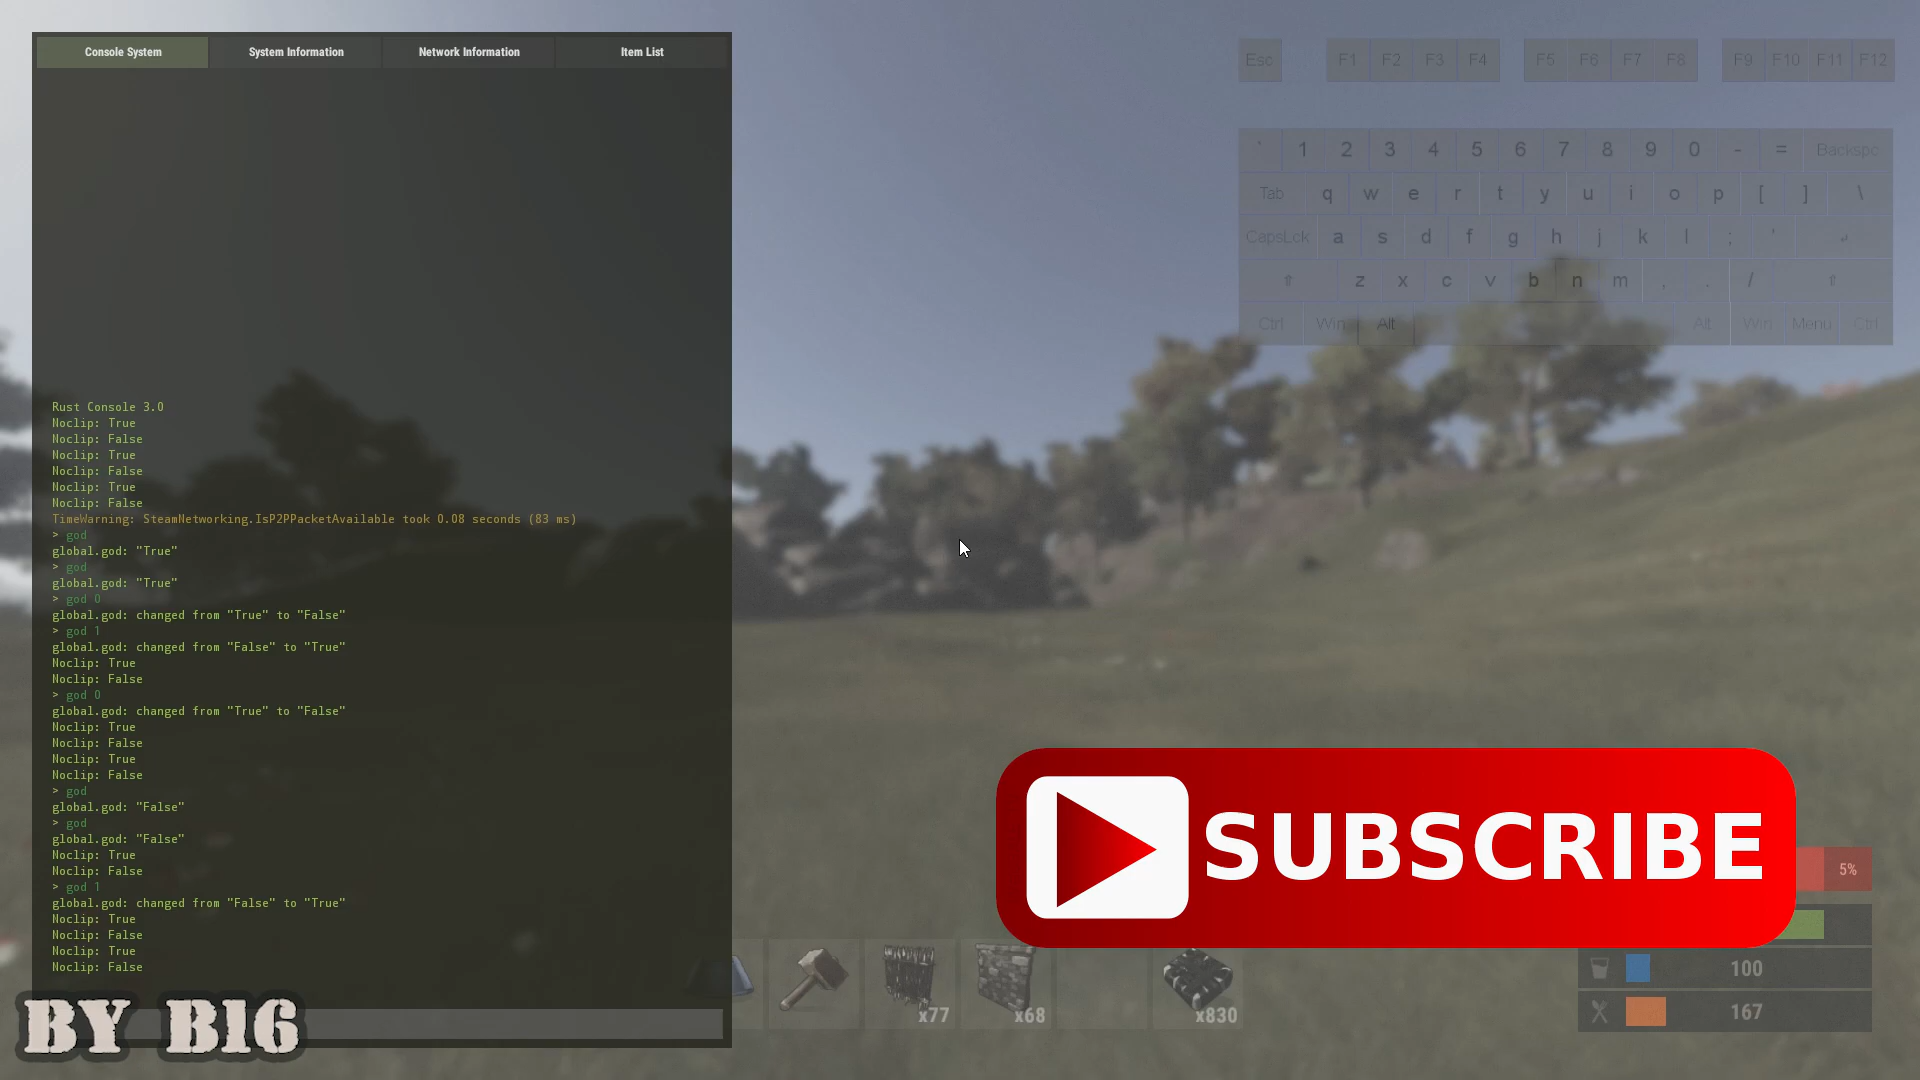 Console System
System Information
Network Information
Item List
Rust Console 3.0
Noclip: True
Noclip: False
Noclip: True
Noclip: False
Noclip: True
Noclip: False
TimeWarning: SteamNetworking.IsP2PPacketAvailable took 0.08 seconds (83 ms)
> god
global.god: "True"
> god
global.god: "True"
> god 0
global.god: changed from "True" to "False"
> god 1
global.god: changed from "False" to "True"
Noclip: True
Noclip: False
> god 0
global.god: changed from "True" to "False"
Noclip: True
Noclip: False
Noclip: True
Noclip: False
> god
global.god: "False"
> god
global.god: "False"
Noclip: True
Noclip: False
> god 1
global.god: changed from "False" to "True"
Noclip: True
Noclip: False
Noclip: True
Noclip: False
BY B16
Esc F1 F2 F3 F4 F5 F6 F7 F8 F9 F10 F11 F12
` 1 2 3 4 5 6 7 8 9 0 - = Backspc
Tab q w e r t y u i o p [ ] \
CapsLck a s d f g h j k l ; ' ↲
⇧ z x c v b n m , . / ⇧
Ctrl Win Alt Alt Win Menu Ctrl
SUBSCRIBE
5%
100
167
x77
x68
x830